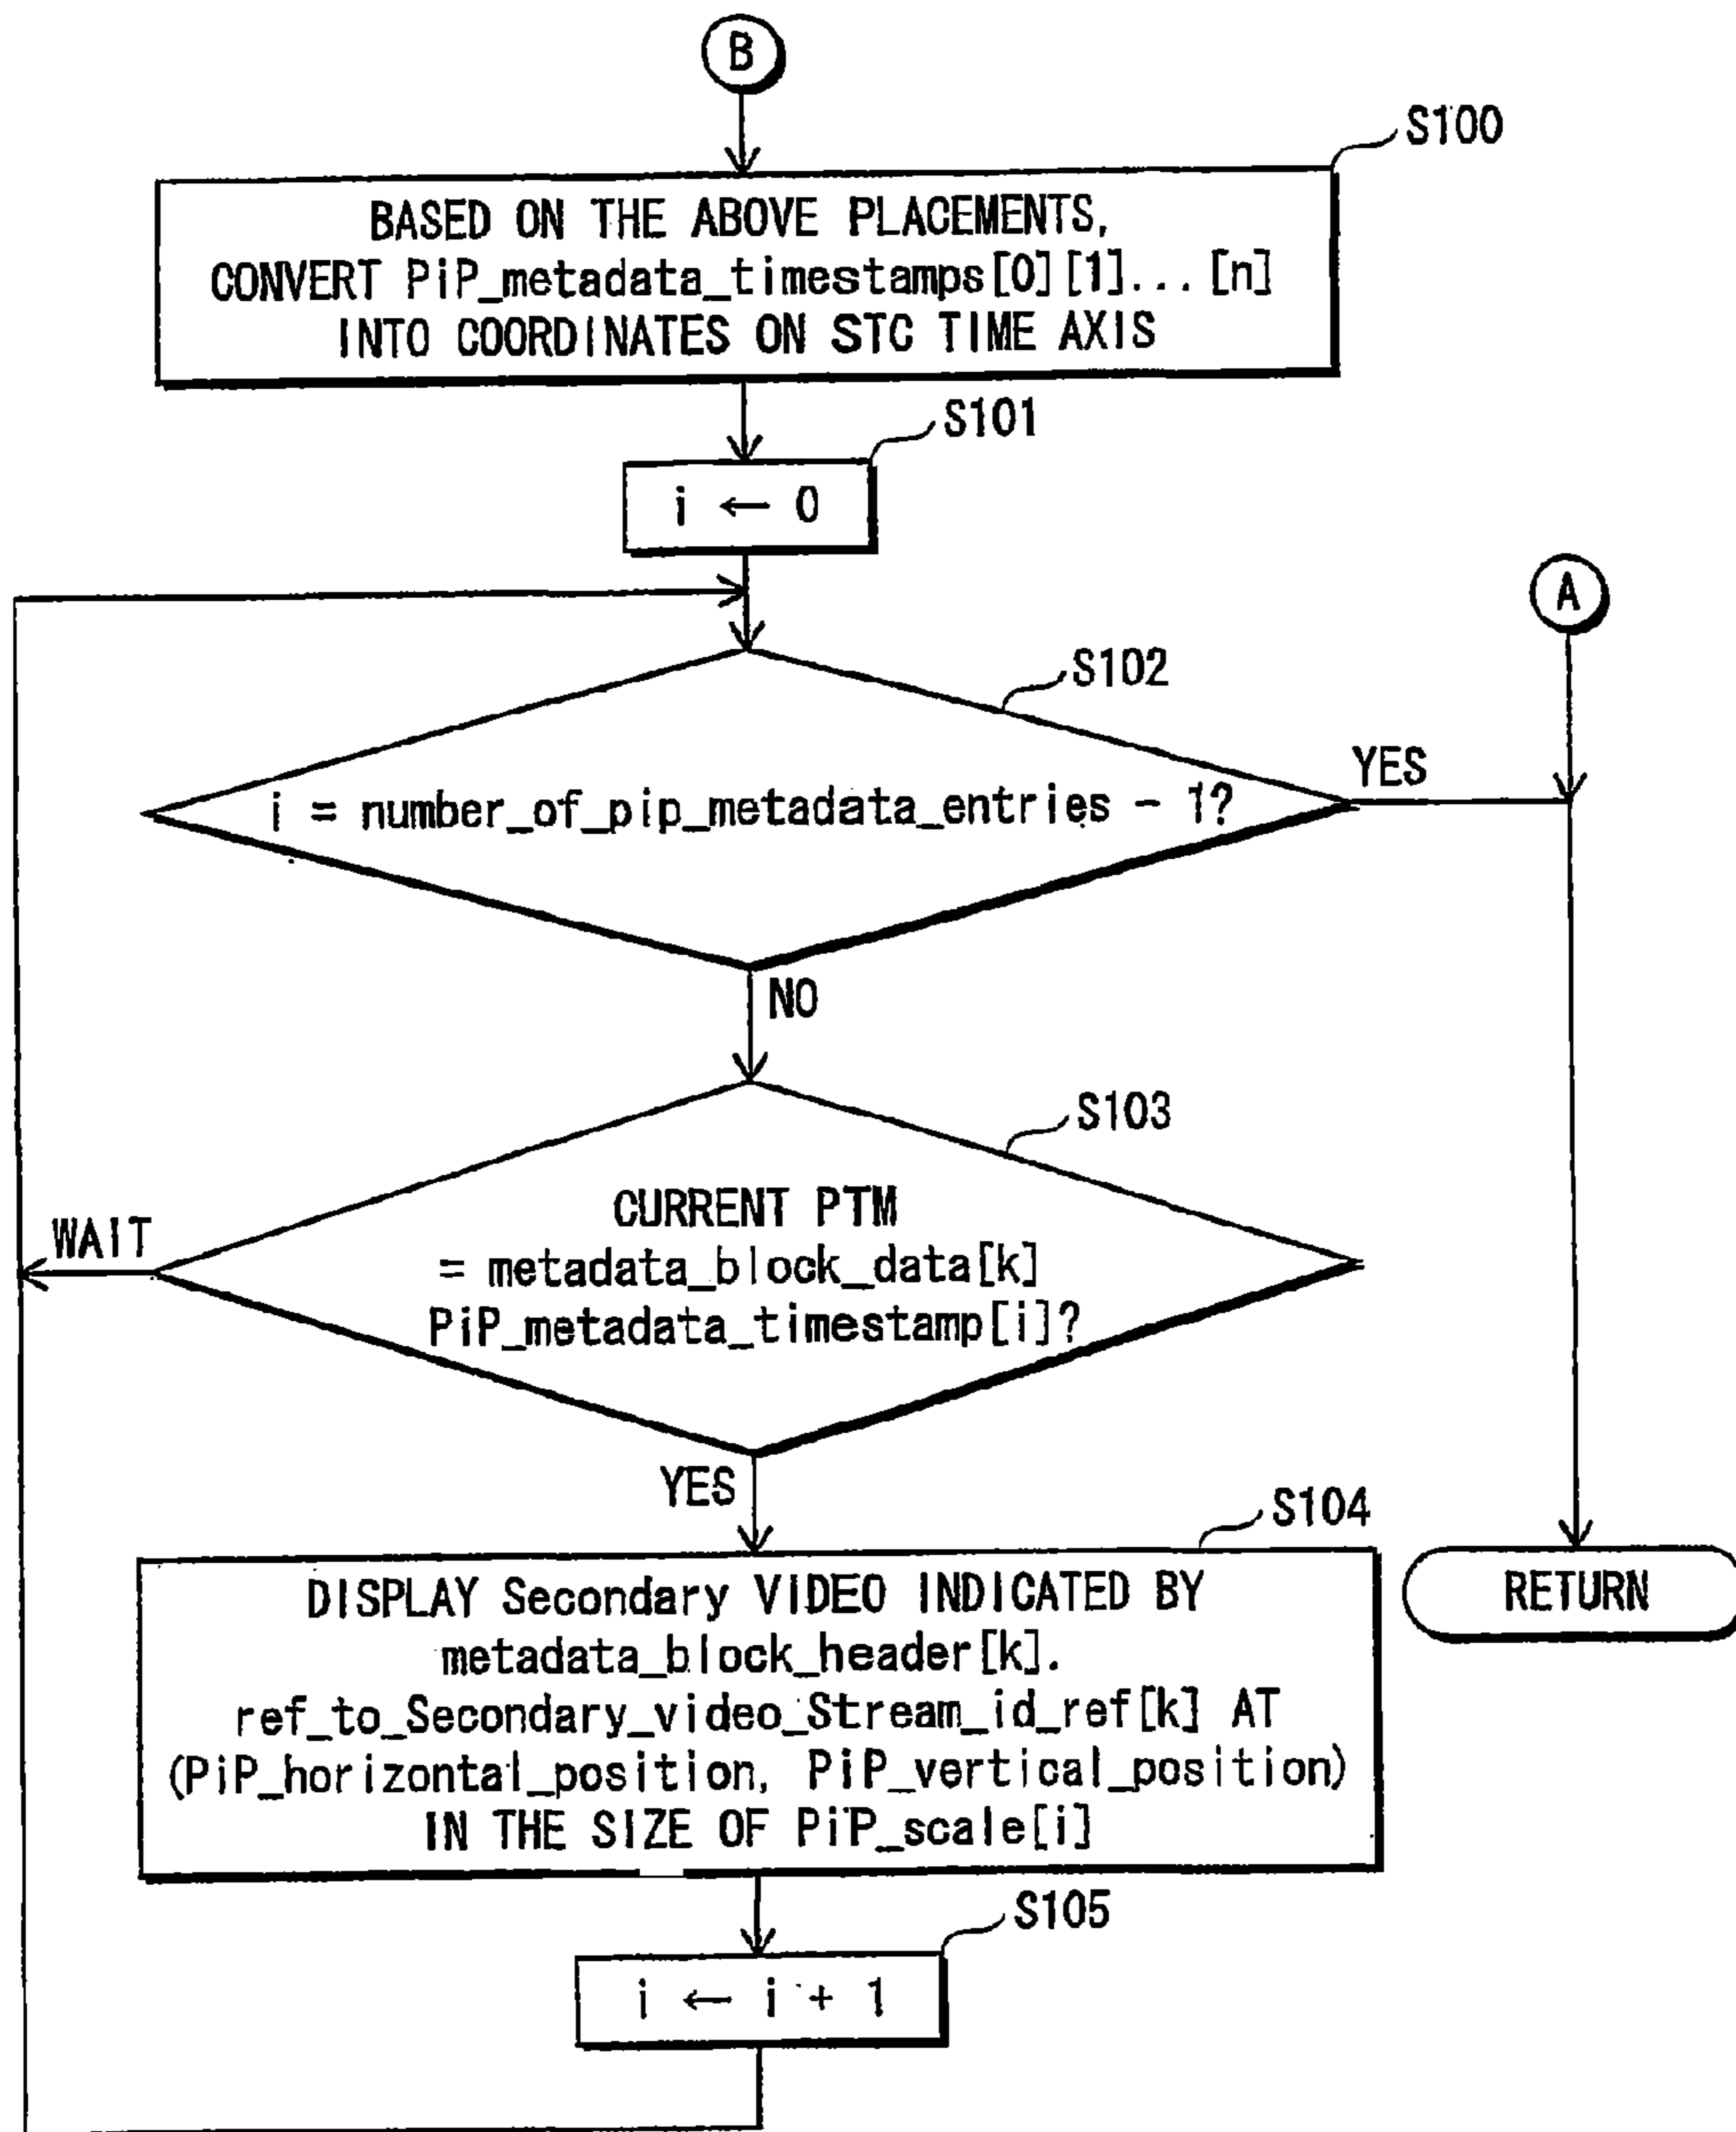 B
S100
BASED ON THE ABOVE PLACEMENTS,
CONVERT PiP_metadata_timestamps[0][1]...[n]
INTO COORDINATES ON STC TIME AXIS
S101
i ← 0
A
S102
YES
i = number_of_pip_metadata_entries - 1?
NO
S103
CURRENT PTM
WAIT
= metadata_block_data[k]
PiP_metadata_timestamp[i]?
YES
S104
DISPLAY Secondary VIDEO INDICATED BY
metadata_block_header[k].
ref_to_Secondary_video_Stream_id_ref[k] AT
(PiP_horizontal_position, PiP_vertical_position)
IN THE SIZE OF PiP_scale[i]
RETURN
S105
i ← i + 1